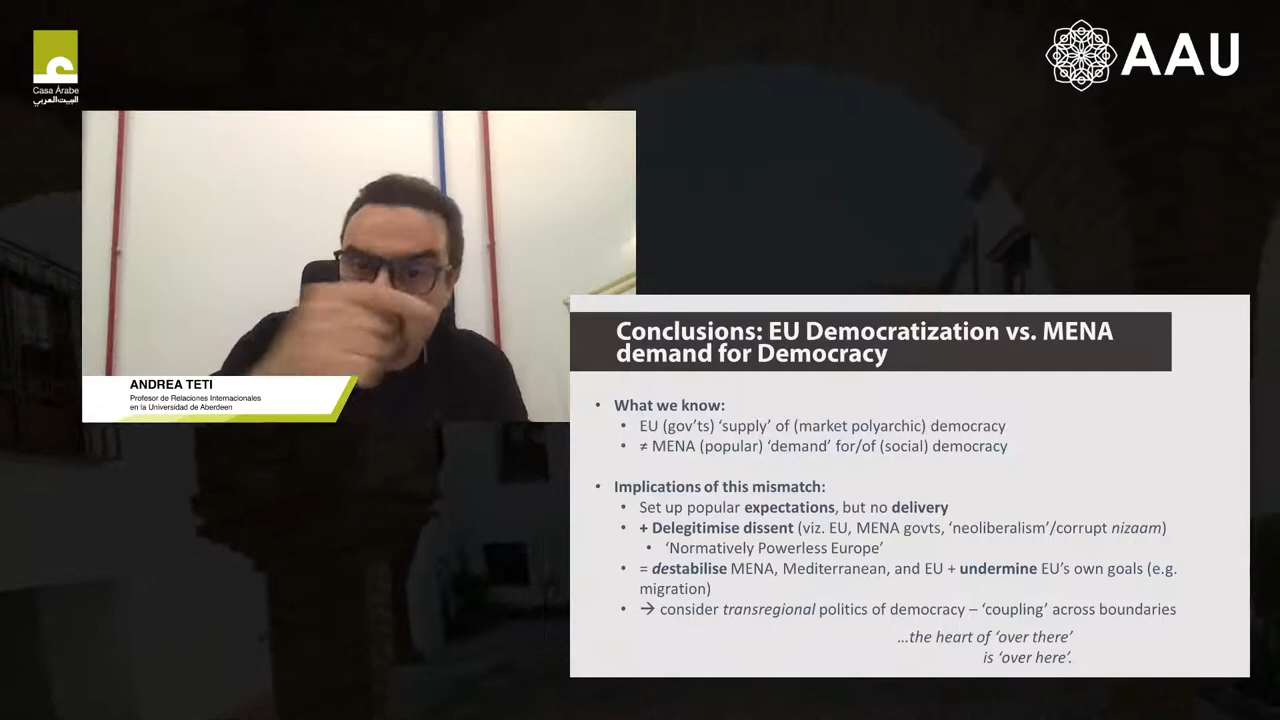 Casa Árabe
البيت العربي
AAU
ANDREA TETI
Profesor de Relaciones Internacionales
en la Universidad de Aberdeen
Conclusions: EU Democratization vs. MENA
demand for Democracy
• What we know:
• EU (gov'ts) ‘supply’ of (market polyarchic) democracy
• ≠ MENA (popular) ‘demand’ for/of (social) democracy
• Implications of this mismatch:
• Set up popular expectations, but no delivery
• + Delegitimise dissent (viz. EU, MENA govts, ‘neoliberalism’/corrupt nizaam)
• ‘Normatively Powerless Europe’
• = destabilise MENA, Mediterranean, and EU + undermine EU’s own goals (e.g.
migration)
• → consider transregional politics of democracy – ‘coupling’ across boundaries
…the heart of ‘over there’
is ‘over here’.